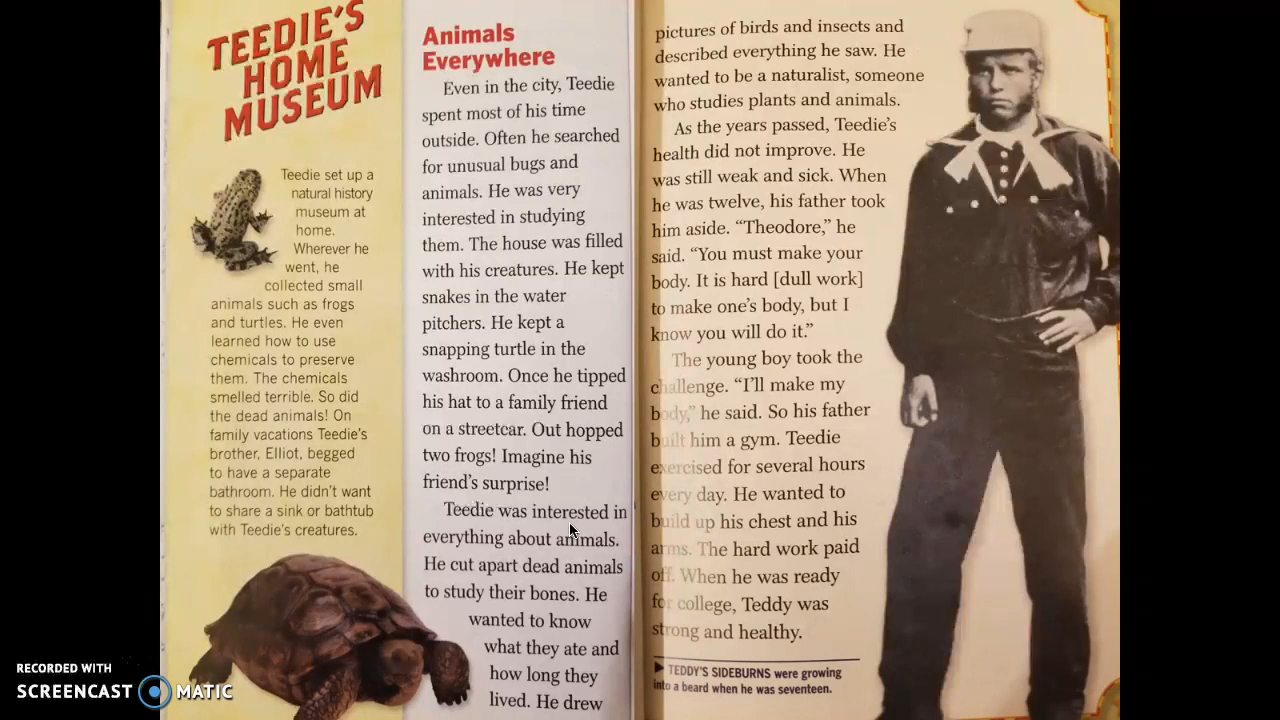 TEEDIE'S
HOME
MUSEUM
Teedie set up a
natural history
museum at
home.
Wherever he
went, he
collected small
animals such as frogs
and turtles. He even
learned how to use
chemicals to preserve
them. The chemicals
smelled terrible. So did
the dead animals! On
family vacations Teedie's
brother, Elliot, begged
to have a separate
bathroom. He didn't want
to share a sink or bathtub
with Teedie's creatures.
Animals
Everywhere
Even in the city, Teedie
spent most of his time
outside. Often he searched
for unusual bugs and
animals. He was very
interested in studying
them. The house was filled
with his creatures. He kept
snakes in the water
pitchers. He kept a
snapping turtle in the
washroom. Once he tipped
his hat to a family friend
on a streetcar. Out hopped
two frogs! Imagine his
friend's surprise!
Teedie was interested in
everything about animals.
He cut apart dead animals
to study their bones. He
wanted to know
what they ate and
how long they
lived. He drew
pictures of birds and insects and
described everything he saw. He
wanted to be a naturalist, someone
who studies plants and animals.
As the years passed, Teedie's
health did not improve. He
was still weak and sick. When
he was twelve, his father took
him aside. "Theodore," he
said. "You must make your
body. It is hard [dull work]
to make one's body, but I
know you will do it."
The young boy took the
challenge. "I'll make my
body," he said. So his father
built him a gym. Teedie
exercised for several hours
every day. He wanted to
build up his chest and his
arms. The hard work paid
off. When he was ready
for college, Teddy was
strong and healthy.
▶ TEDDY'S SIDEBURNS were growing
into a beard when he was seventeen.
RECORDED WITH
SCREENCAST MATIC